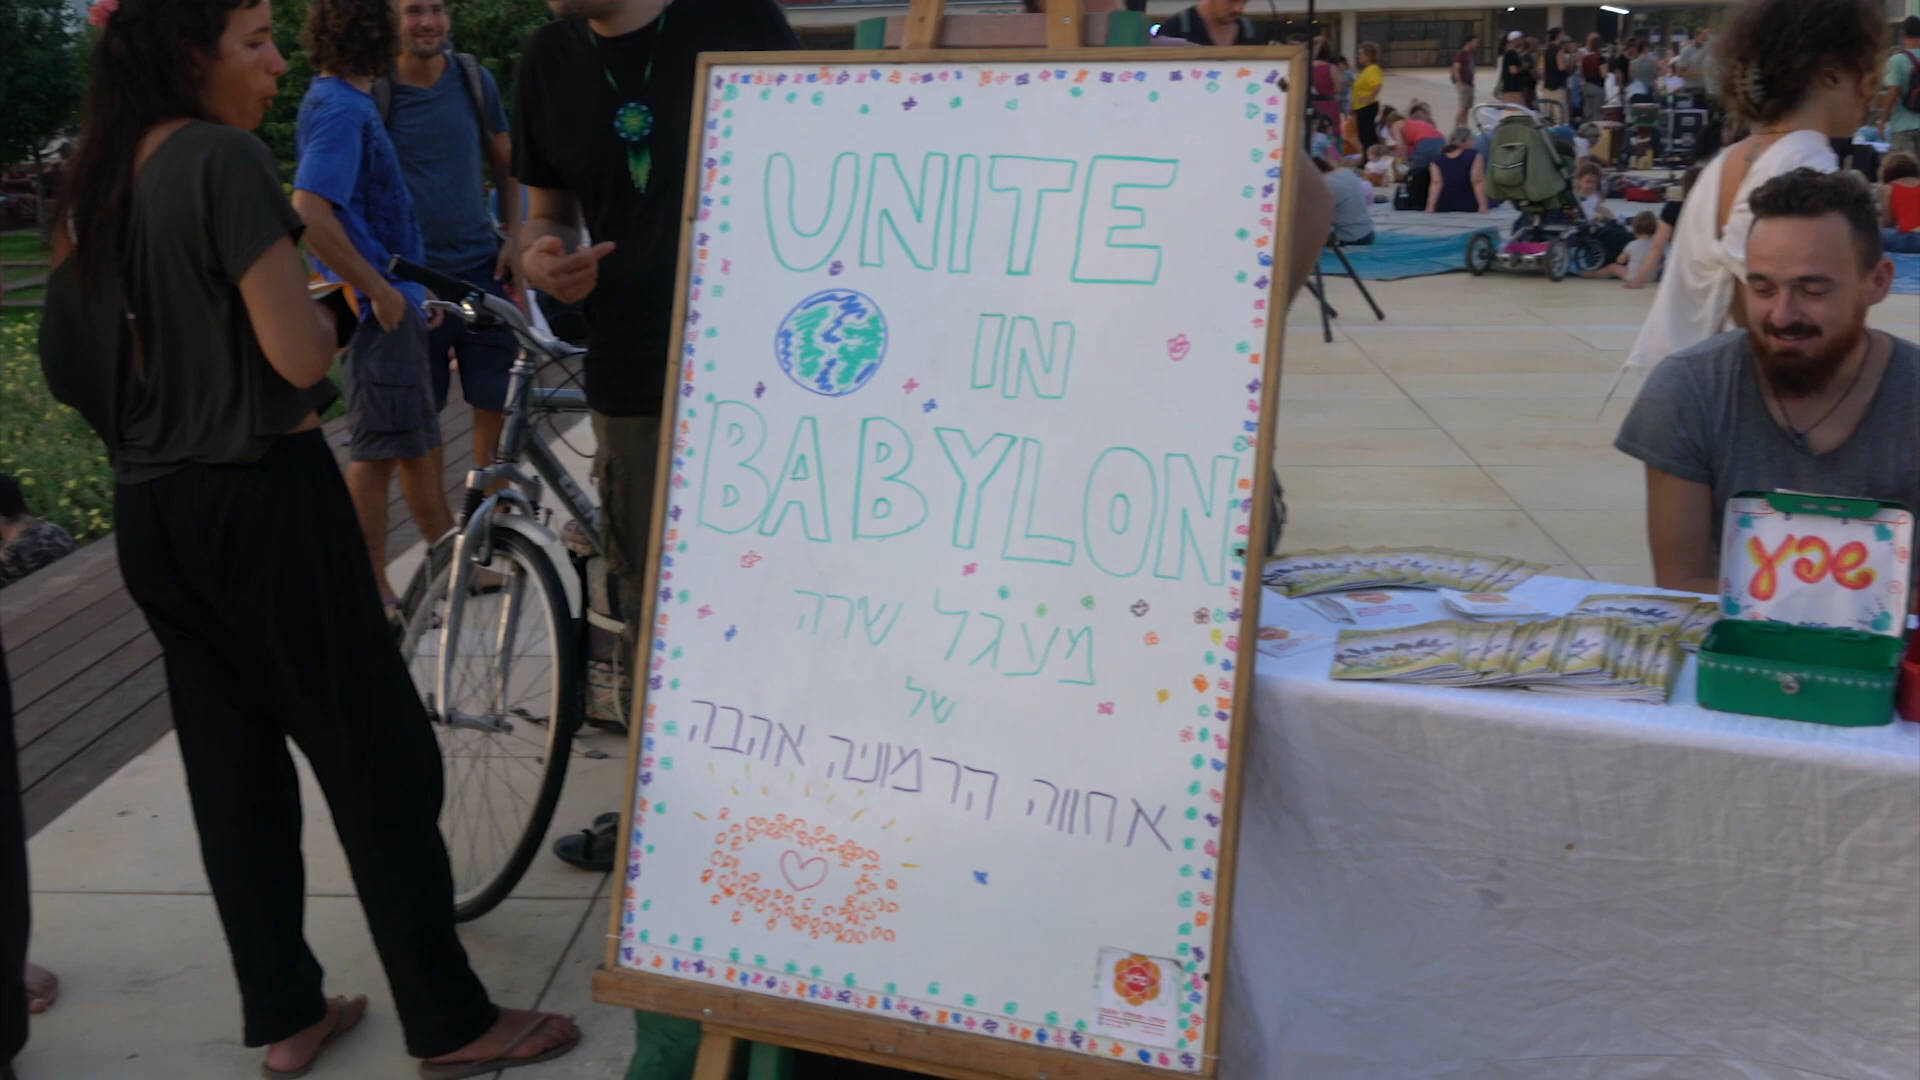 UNITE
IN
BABYLON
מעגל שרה
של
אחווה הרמוניה אהבה
שפע